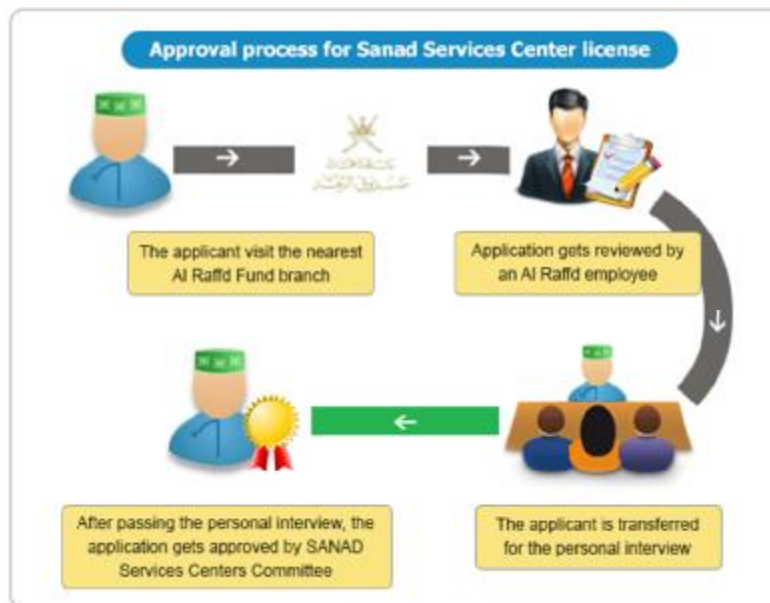 Approval process for Sanad Services Center license
صندوق الرفد
The applicant visit the nearest
Al Raffd Fund branch
Application gets reviewed by
an Al Raffd employee
The applicant is transferred
for the personal interview
After passing the personal interview, the
application gets approved by SANAD
Services Centers Committee